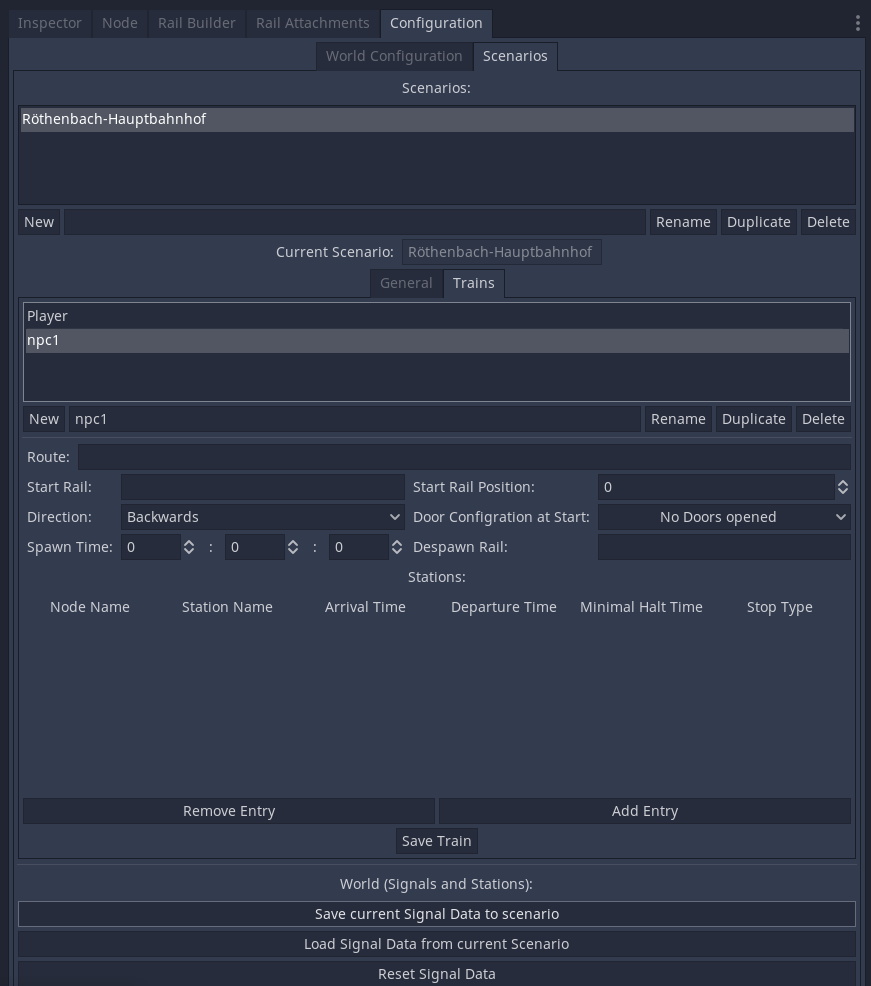 Inspector Node Rail Builder Rail Attachments Configuration
World Configuration Scenarios
Scenarios:
Röthenbach-Hauptbahnhof
New Rename Duplicate Delete
Current Scenario: Röthenbach-Hauptbahnhof
General Trains
Player
npc1
New npc1 Rename Duplicate Delete
Route:
Start Rail: Start Rail Position: 0
Direction: Backwards Door Configration at Start: No Doors opened
Spawn Time: 0 : 0 : 0 Despawn Rail:
Stations:
Node Name Station Name Arrival Time Departure Time Minimal Halt Time Stop Type
Remove Entry Add Entry
Save Train
World (Signals and Stations):
Save current Signal Data to scenario
Load Signal Data from current Scenario
Reset Signal Data